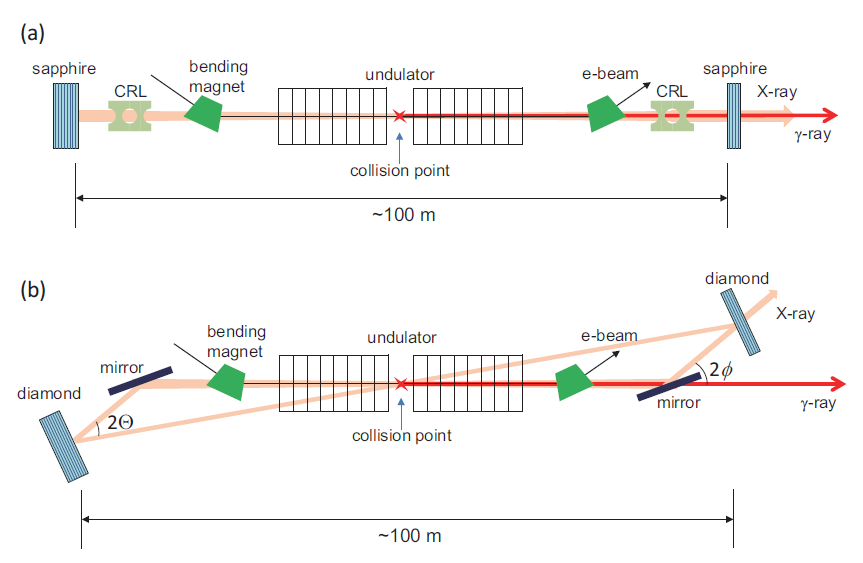 (a)
sapphire
CRL
bending
magnet
undulator
e-beam
CRL
sapphire
X-ray
γ-ray
collision point
~100 m
(b)
diamond
X-ray
bending
magnet
undulator
e-beam
mirror
2ϕ
diamond
2Θ
mirror
γ-ray
collision point
~100 m